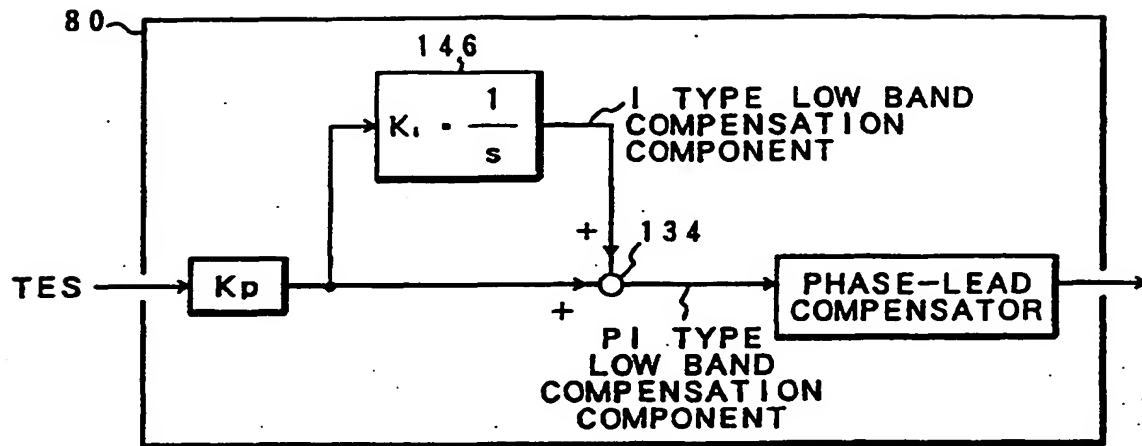 80
146
Ki · 1
s
I TYPE LOW BAND
COMPENSATION
COMPONENT
+
134
TES
Kp
+
PHASE-LEAD
COMPENSATOR
PI TYPE
LOW BAND
COMPENSATION
COMPONENT